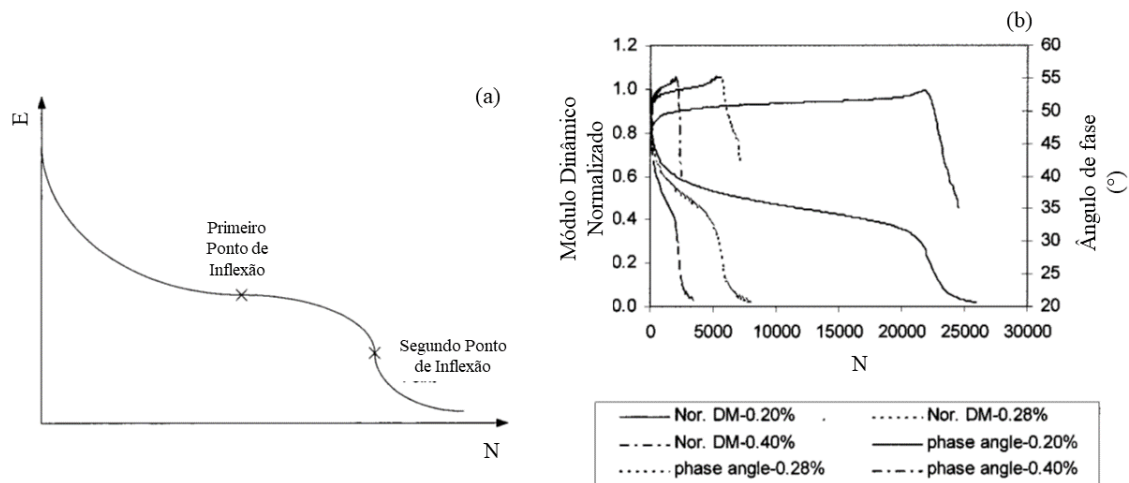 (a)
E
Primeiro
Ponto de
Inflexão
Segundo Ponto
de Inflexão
N
(b)
Módulo Dinâmico
Normalizado
1.2
1.0
0.8
0.6
0.4
0.2
0.0
60
55
50
45
40
35
30
25
20
Ângulo de fase
(°)
0 5000 10000 15000 20000 25000 30000
N
Nor. DM-0.20% Nor. DM-0.28%
Nor. DM-0.40% phase angle-0.20%
phase angle-0.28% phase angle-0.40%